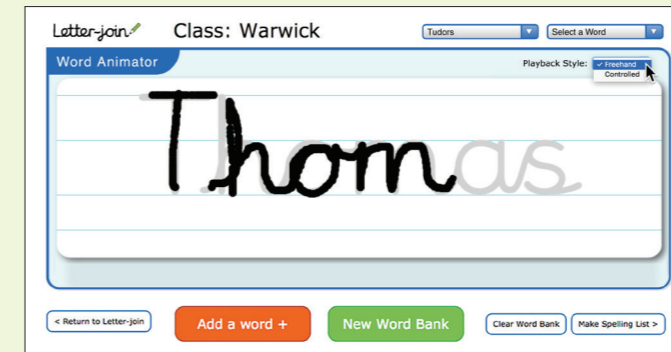 Letter-join Class: Warwick Tudors Select a Word
Word Animator Playback Style: ✓ Freehand
Controlled
Thomas
< Return to Letter-join Add a word + New Word Bank Clear Word Bank Make Spelling List >